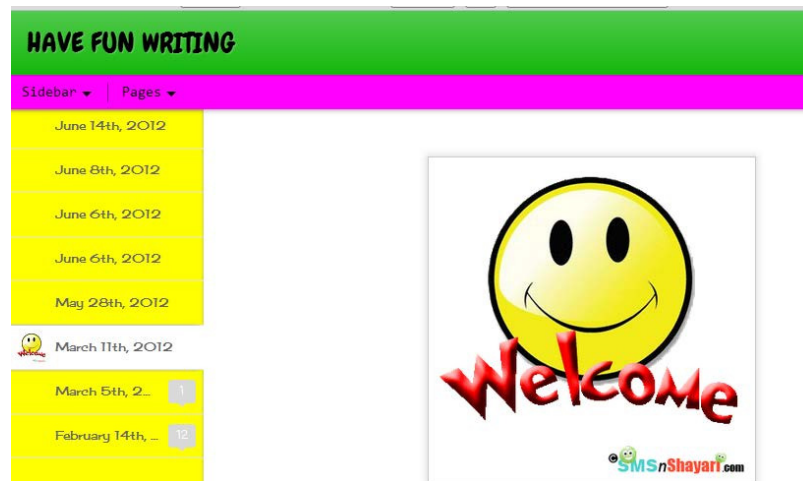 HAVE FUN WRITING
Sidebar Pages
June 14th, 2012
June 8th, 2012
June 6th, 2012
June 6th, 2012
May 28th, 2012
March 11th, 2012
March 5th, 2... 1
February 14th, ... 12
Welcome
© SMSnShayari.com